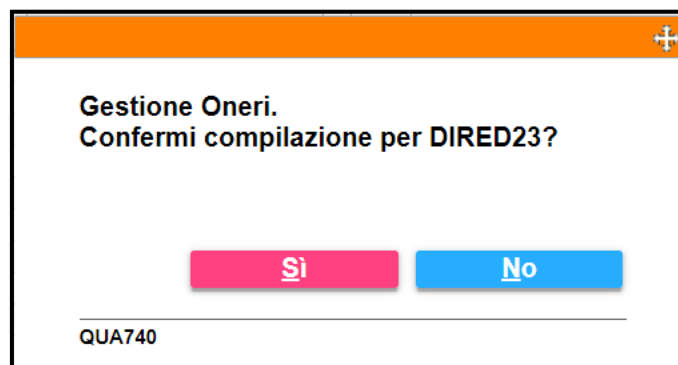 Gestione Oneri.
Confermi compilazione per DIRED23?
Sì
No
QUA740